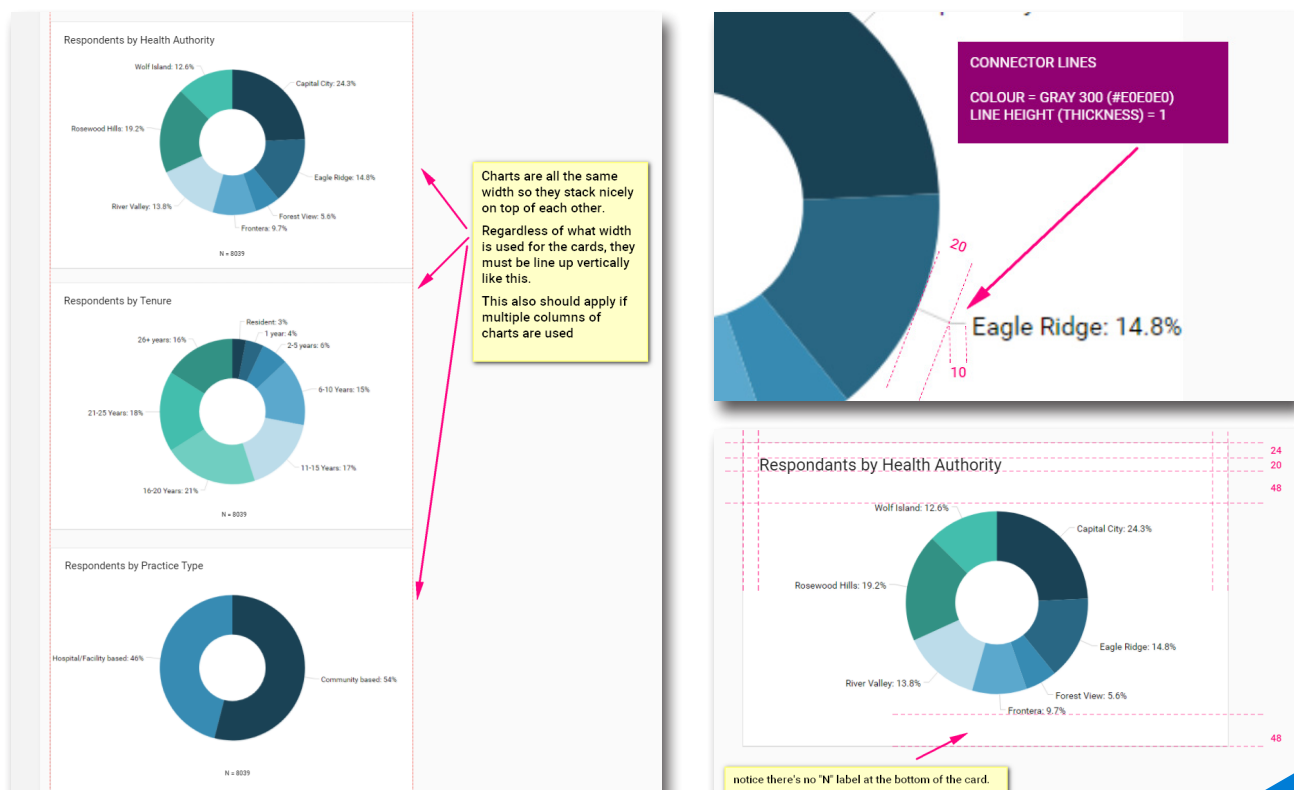 Respondents by Health Authority
Wolf Island: 12.6%
Capital City: 24.3%
Rosewood Hills: 19.2%
Eagle Ridge: 14.8%
River Valley: 13.8%
Forest View: 5.6%
Frontera: 9.7%
N = 8039
Respondents by Tenure
Resident: 3%
1 year: 4%
26+ years: 16%
2-5 years: 6%
6-10 Years: 15%
21-25 Years: 18%
11-15 Years: 17%
16-20 Years: 21%
N = 8039
Respondents by Practice Type
Hospital/Facility based: 46%
Community based: 54%
N = 8039
Charts are all the same
width so they stack nicely
on top of each other.
Regardless of what width
is used for the cards, they
must be line up vertically
like this.
This also should apply if
multiple columns of
charts are used
CONNECTOR LINES
COLOUR = GRAY 300 (#E0E0E0)
LINE HEIGHT (THICKNESS) = 1
20
Eagle Ridge: 14.8%
10
24
20
48
Respondants by Health Authority
Wolf Island: 12.6%
Capital City: 24.3%
Rosewood Hills: 19.2%
Eagle Ridge: 14.8%
River Valley: 13.8%
Forest View: 5.6%
Frontera: 9.7%
48
notice there's no "N" label at the bottom of the card.